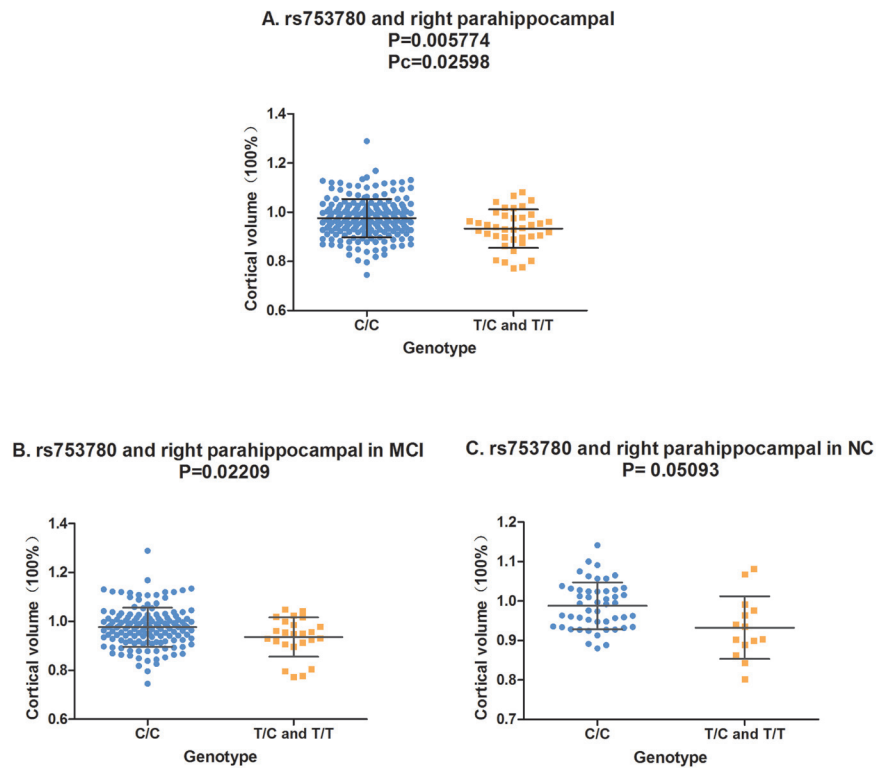 A. rs753780 and right parahippocampal
P=0.005774
Pc=0.02598
Cortical volume（100%）
1.4
1.2
1.0
0.8
0.6
C/C
T/C and T/T
Genotype
B. rs753780 and right parahippocampal in MCI
P=0.02209
Cortical volume（100%）
1.4
1.2
1.0
0.8
0.6
C/C
T/C and T/T
Genotype
C. rs753780 and right parahippocampal in NC
P= 0.05093
Cortical volume（100%）
1.2
1.1
1.0
0.9
0.8
0.7
C/C
T/C and T/T
Genotype